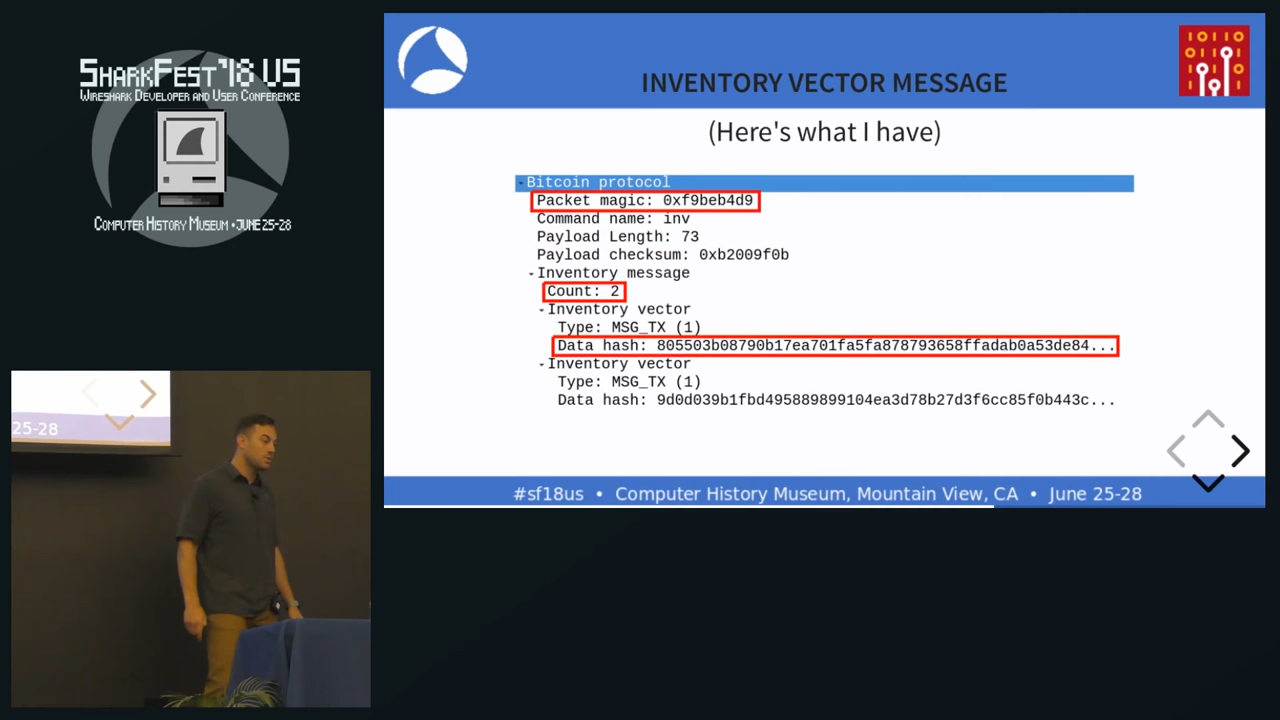 SHARKFEST'18 US
WIRESHARK DEVELOPER AND USER CONFERENCE
COMPUTER HISTORY MUSEUM • JUNE 25-28
25-28
INVENTORY VECTOR MESSAGE
(Here's what I have)
Bitcoin protocol
Packet magic: 0xf9beb4d9
Command name: inv
Payload Length: 73
Payload checksum: 0xb2009f0b
Inventory message
Count: 2
Inventory vector
Type: MSG_TX (1)
Data hash: 805503b08790b17ea701fa5fa878793658ffadab0a53de84...
Inventory vector
Type: MSG_TX (1)
Data hash: 9d0d039b1fbd495889899104ea3d78b27d3f6cc85f0b443c...
#sf18us • Computer History Museum, Mountain View, CA • June 25-28